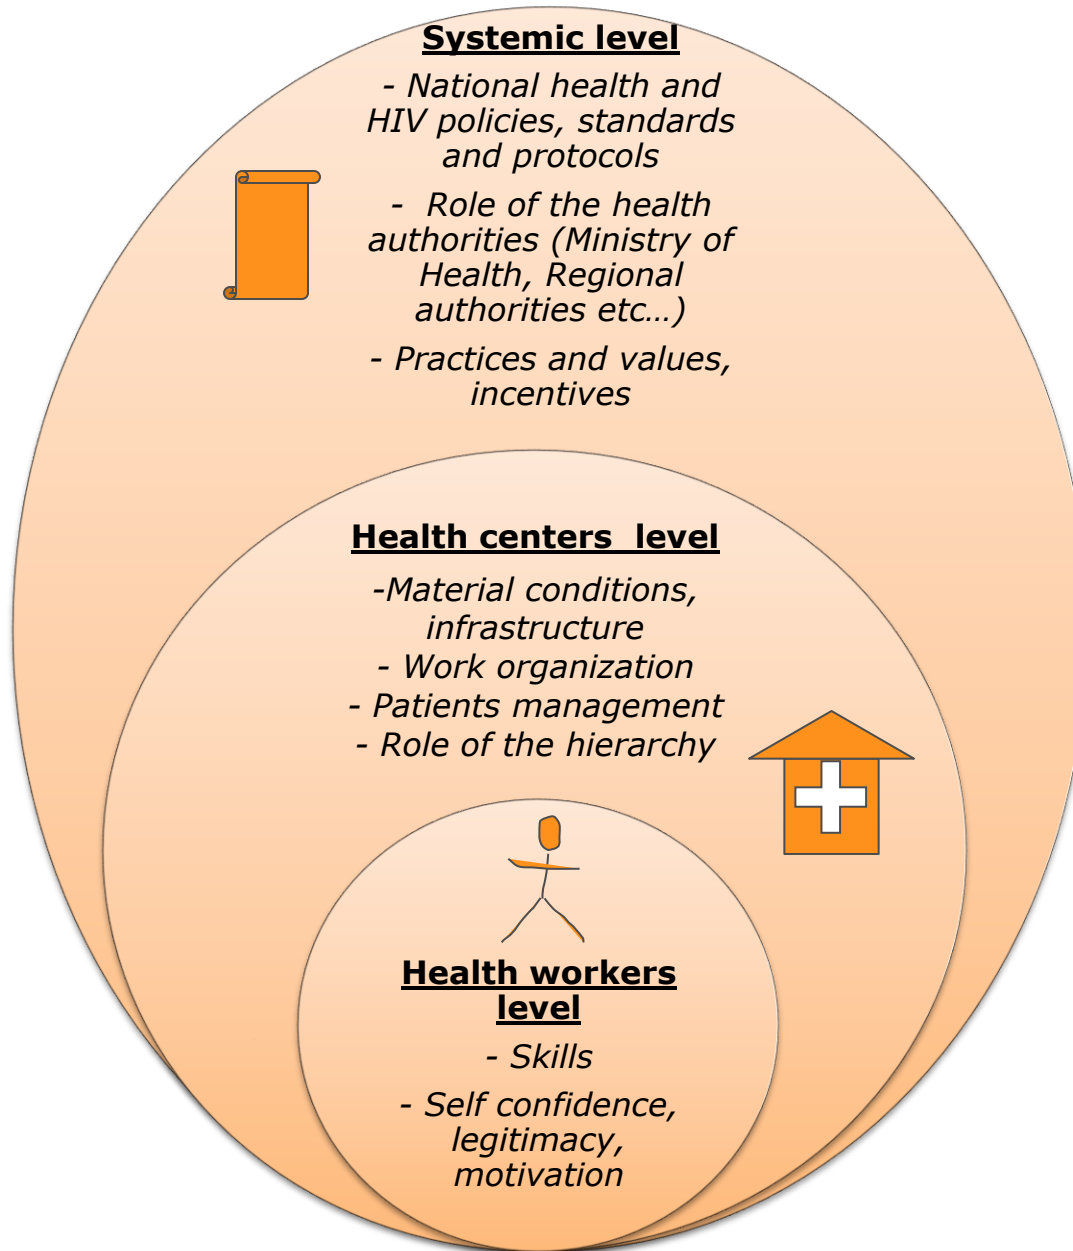 Systemic level
- National health and
HIV policies, standards
and protocols
- Role of the health
authorities (Ministry of
Health, Regional
authorities etc…)
- Practices and values,
incentives
Health centers level
-Material conditions,
infrastructure
- Work organization
- Patients management
- Role of the hierarchy
Health workers
level
- Skills
- Self confidence,
legitimacy,
motivation